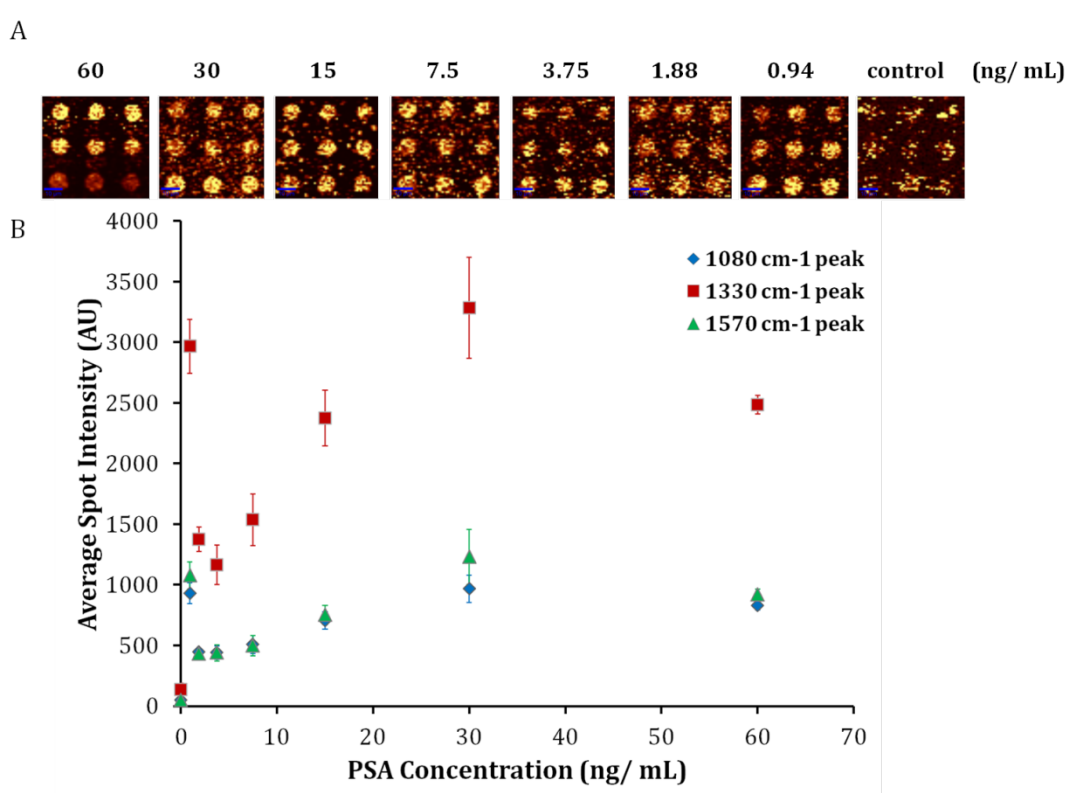 A
60 30 15 7.5 3.75 1.88 0.94 control (ng/ mL)
B
4000
3500
3000
2500
2000
1500
1000
500
0
Average Spot Intensity (AU)
1080 cm-1 peak
1330 cm-1 peak
1570 cm-1 peak
0 10 20 30 40 50 60 70
PSA Concentration (ng/ mL)